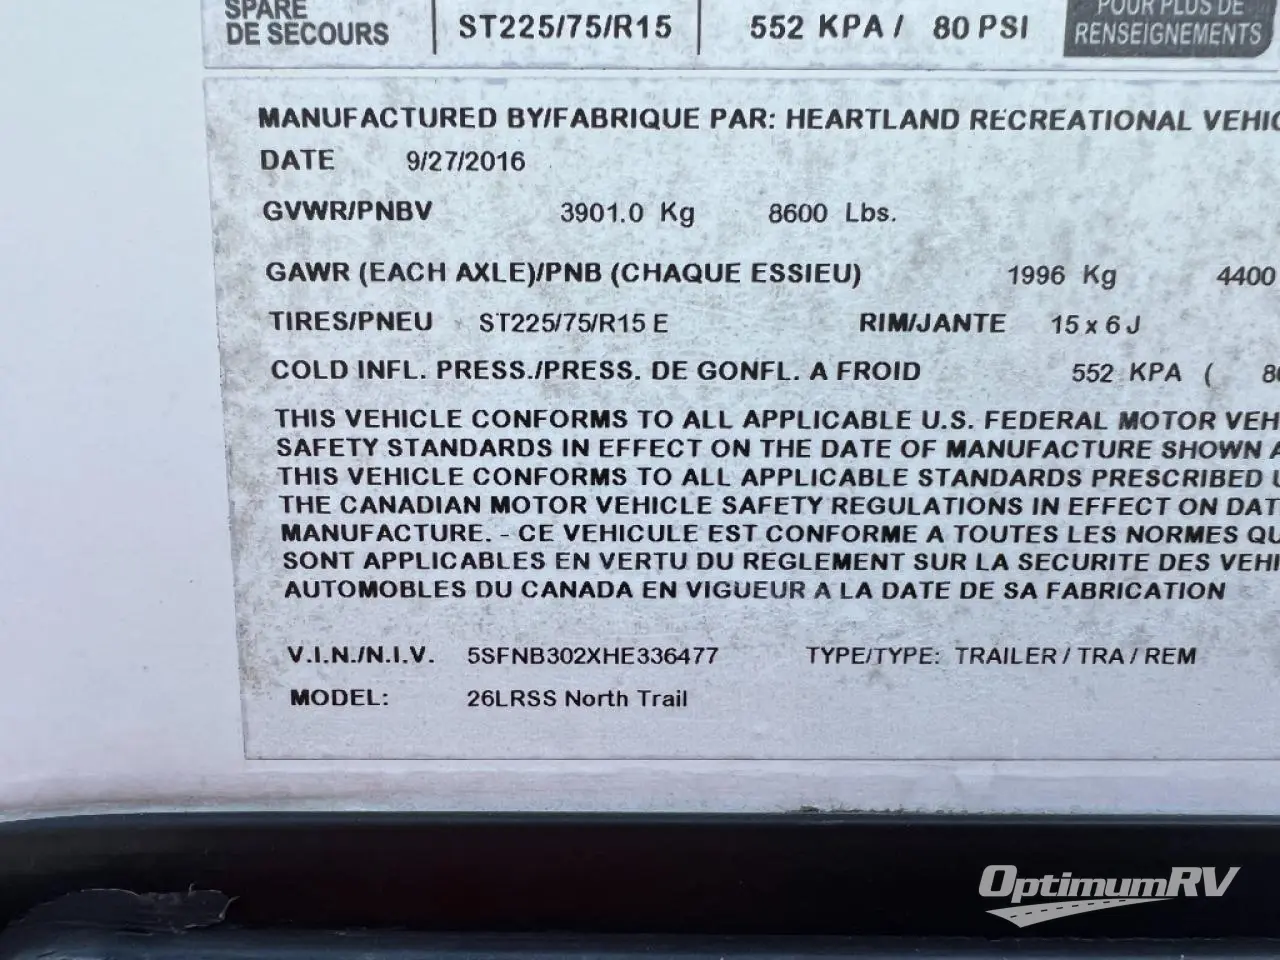 SPARE
DE SECOURS
ST225/75/R15
552 KPA / 80 PSI
POUR PLUS DE
RENSEIGNEMENTS
MANUFACTURED BY/FABRIQUE PAR: HEARTLAND RECREATIONAL VEHIC
DATE 9/27/2016
GVWR/PNBV 3901.0 Kg 8600 Lbs.
GAWR (EACH AXLE)/PNB (CHAQUE ESSIEU) 1996 Kg 4400
TIRES/PNEU ST225/75/R15 E RIM/JANTE 15 x 6 J
COLD INFL. PRESS./PRESS. DE GONFL. A FROID 552 KPA ( 80
THIS VEHICLE CONFORMS TO ALL APPLICABLE U.S. FEDERAL MOTOR VEH
SAFETY STANDARDS IN EFFECT ON THE DATE OF MANUFACTURE SHOWN A
THIS VEHICLE CONFORMS TO ALL APPLICABLE STANDARDS PRESCRIBED U
THE CANADIAN MOTOR VEHICLE SAFETY REGULATIONS IN EFFECT ON DAT
MANUFACTURE. - CE VEHICULE EST CONFORME A TOUTES LES NORMES QU
SONT APPLICABLES EN VERTU DU REGLEMENT SUR LA SECURITE DES VEHI
AUTOMOBILES DU CANADA EN VIGUEUR A LA DATE DE SA FABRICATION
V.I.N./N.I.V. 5SFNB302XHE336477 TYPE/TYPE: TRAILER / TRA / REM
MODEL: 26LRSS North Trail
OptimumRV